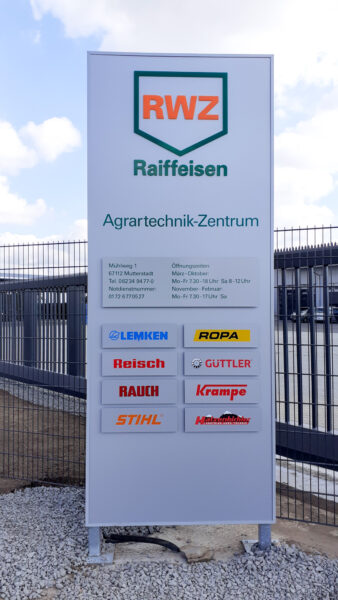 RWZ
Raiffeisen
Agrartechnik-Zentrum
Mühlweg 1
67112 Mutterstadt
Tel. 06234 9477-0
Notdienstnummer:
0172 6770527
Öffnungszeiten
März - Oktober:
Mo - Fr 7.30 - 18 Uhr Sa 8 - 12 Uhr
November - Februar:
Mo - Fr 7.30 - 17 Uhr Sa
LEMKEN
ROPA
Reisch
GÜTTLER
RAUCH
Krampe
STIHL